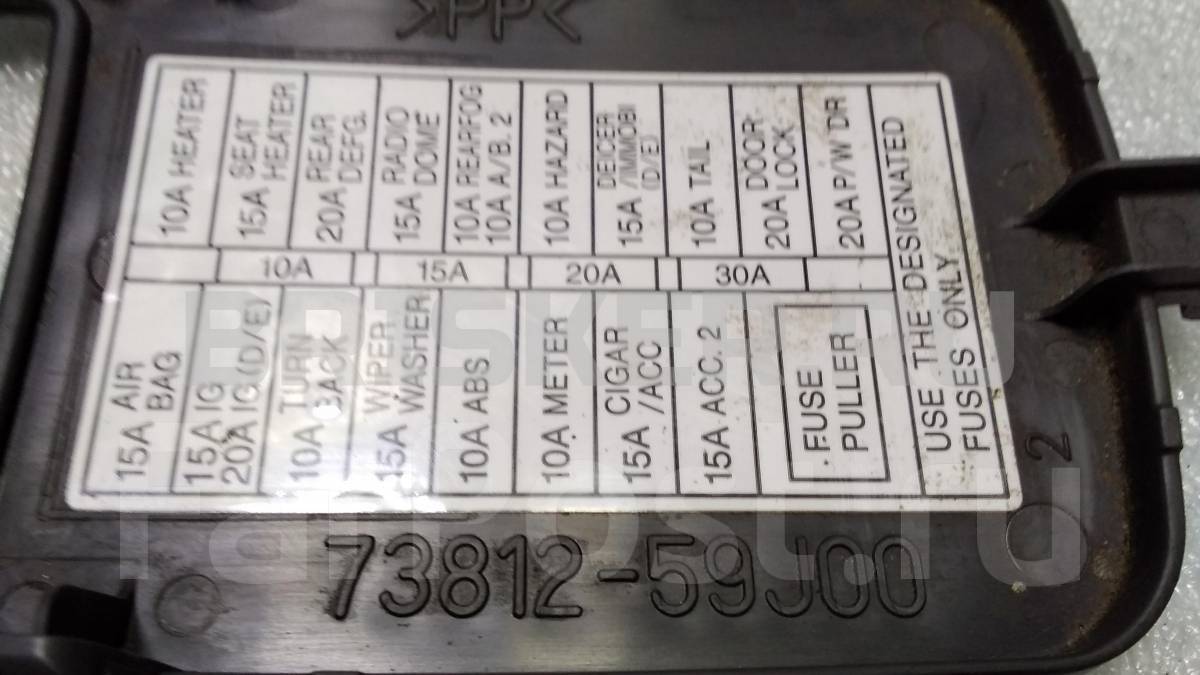 >PP<
10A HEATER
15A SEAT
HEATER
20A REAR
DEFG.
15A RADIO
DOME
10A REARFOG
10A A/B. 2
10A HAZARD
15A DEICER
/IMMOBI
(D/E)
10A TAIL
20A DOOR
LOCK
20A P/W DR
10A
15A
20A
30A
15A AIR
BAG
15A IG
20A IG (D/E)
10A TURN
BACK
15A WIPER
WASHER
10A ABS
10A METER
15A CIGAR
/ACC
15A ACC. 2
FUSE
PULLER
USE THE DESIGNATED
FUSES ONLY
2
73812-59J00